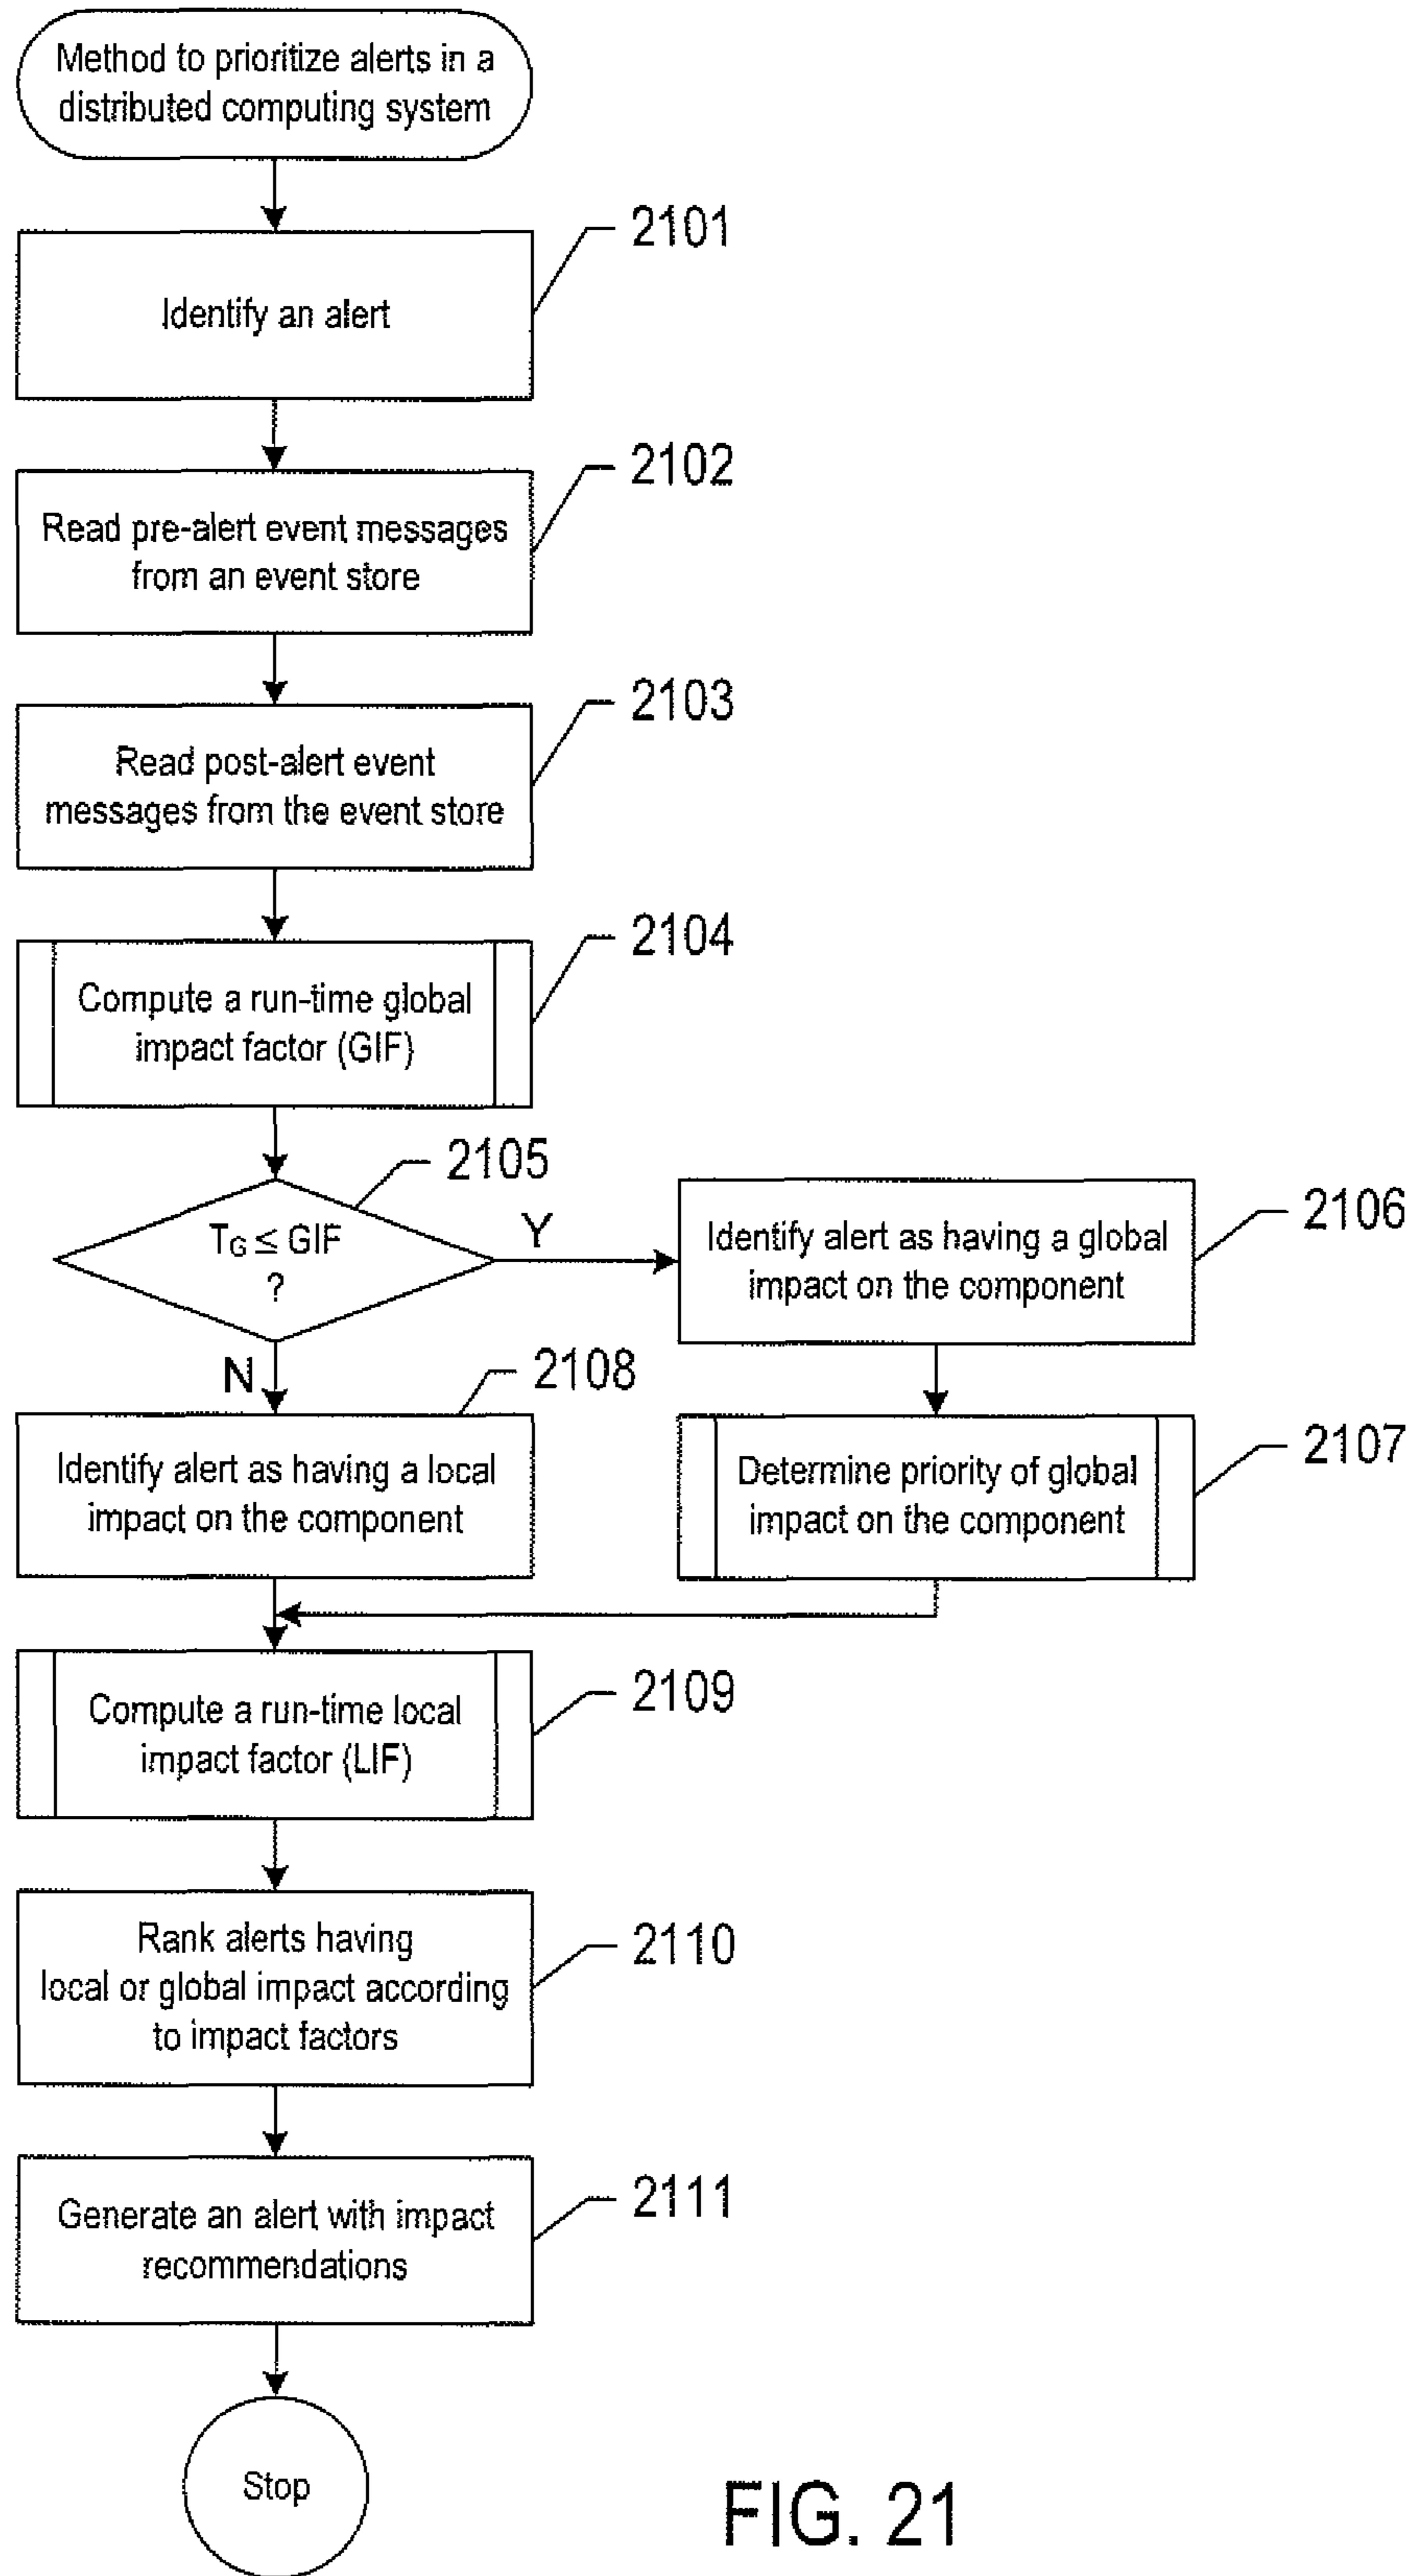 Method to prioritize alerts in a
distributed computing system
2101
Identify an alert
2102
Read pre-alert event messages
from an event store
2103
Read post-alert event
messages from the event store
2104
Compute a run-time global
impact factor (GIF)
2105
TG ≤ GIF
?
Y
2106
Identify alert as having a global
impact on the component
N
2108
Identify alert as having a local
impact on the component
2107
Determine priority of global
impact on the component
2109
Compute a run-time local
impact factor (LIF)
2110
Rank alerts having
local or global impact according
to impact factors
2111
Generate an alert with impact
recommendations
Stop
FIG. 21